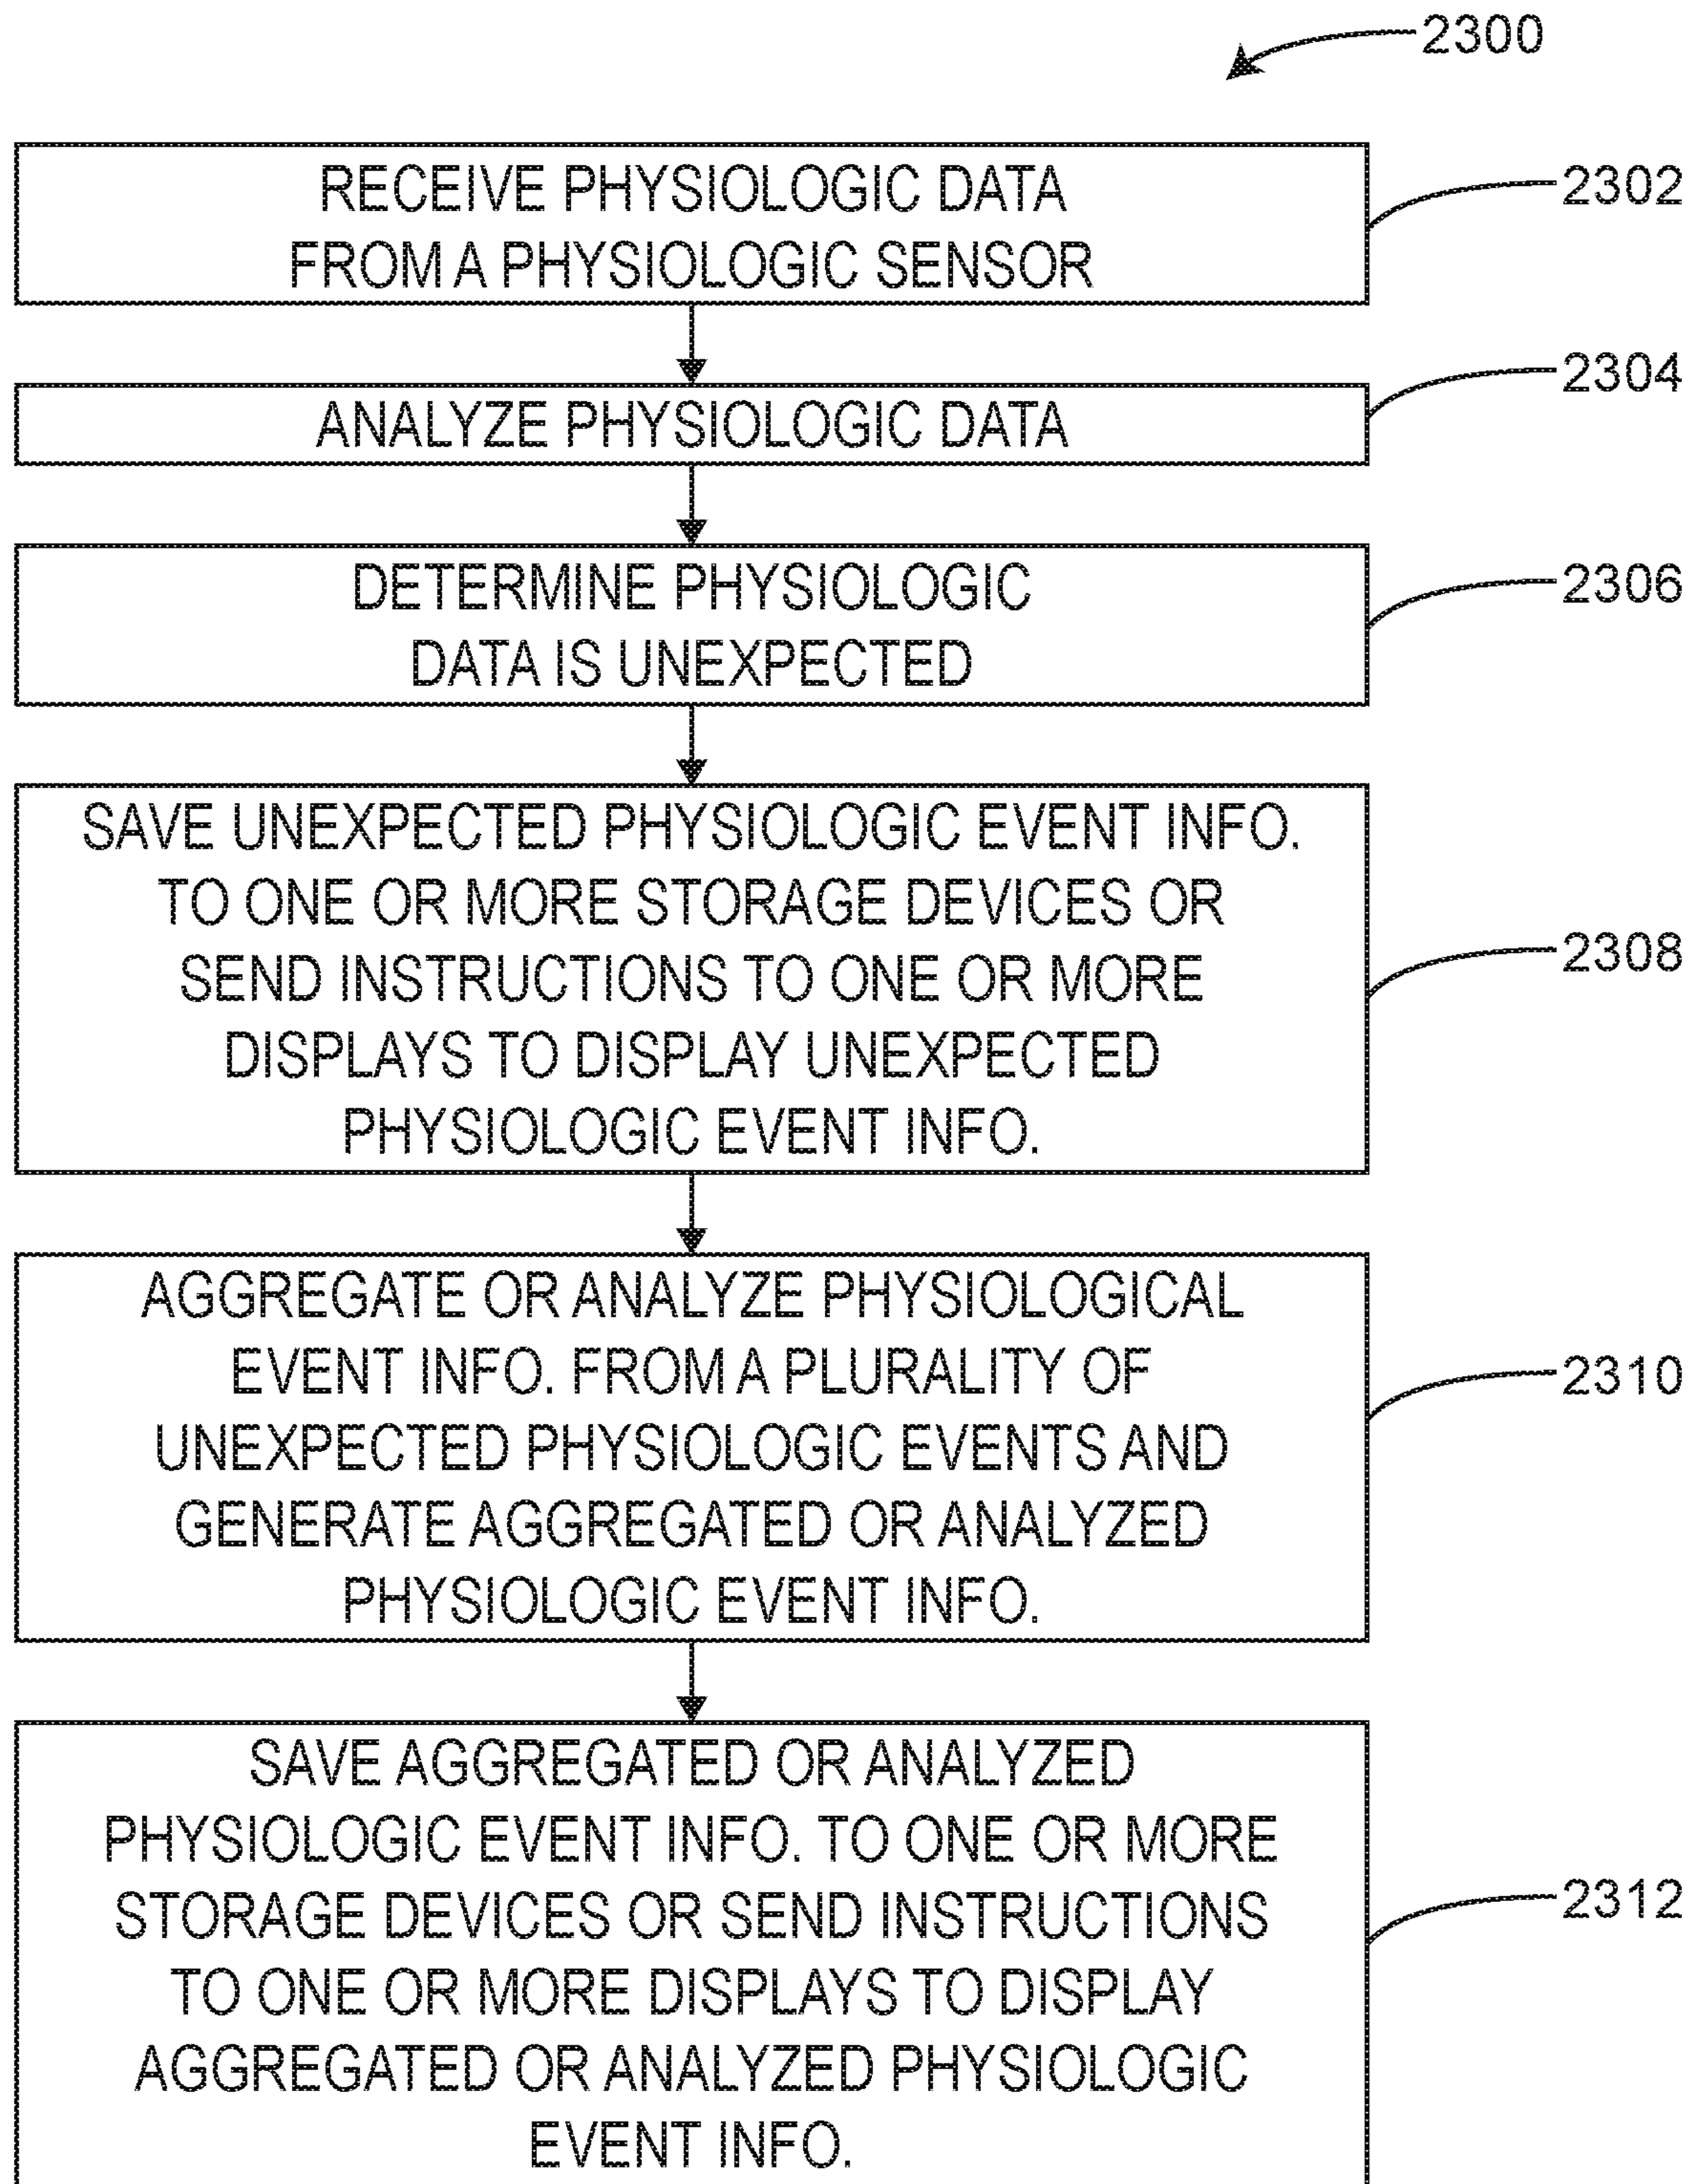 2300
RECEIVE PHYSIOLOGIC DATA
FROM A PHYSIOLOGIC SENSOR
2302
ANALYZE PHYSIOLOGIC DATA
2304
DETERMINE PHYSIOLOGIC
DATA IS UNEXPECTED
2306
SAVE UNEXPECTED PHYSIOLOGIC EVENT INFO.
TO ONE OR MORE STORAGE DEVICES OR
SEND INSTRUCTIONS TO ONE OR MORE
DISPLAYS TO DISPLAY UNEXPECTED
PHYSIOLOGIC EVENT INFO.
2308
AGGREGATE OR ANALYZE PHYSIOLOGICAL
EVENT INFO. FROM A PLURALITY OF
UNEXPECTED PHYSIOLOGIC EVENTS AND
GENERATE AGGREGATED OR ANALYZED
PHYSIOLOGIC EVENT INFO.
2310
SAVE AGGREGATED OR ANALYZED
PHYSIOLOGIC EVENT INFO. TO ONE OR MORE
STORAGE DEVICES OR SEND INSTRUCTIONS
TO ONE OR MORE DISPLAYS TO DISPLAY
AGGREGATED OR ANALYZED PHYSIOLOGIC
EVENT INFO.
2312